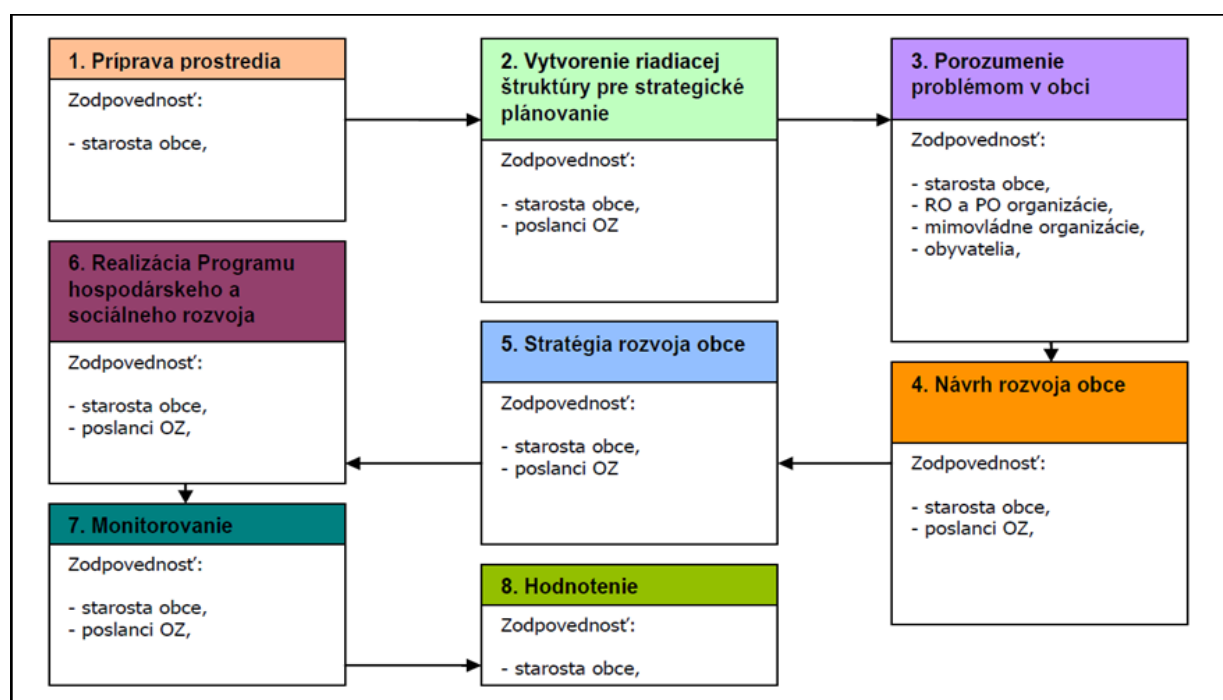 1. Príprava prostredia
Zodpovednosť:
- starosta obce,
2. Vytvorenie riadiacej
štruktúry pre strategické
plánovanie
Zodpovednosť:
- starosta obce,
- poslanci OZ
3. Porozumenie
problémom v obci
Zodpovednosť:
- starosta obce,
- RO a PO organizácie,
- mimovládne organizácie,
- obyvatelia,
4. Návrh rozvoja obce
Zodpovednosť:
- starosta obce,
- poslanci OZ,
5. Stratégia rozvoja obce
Zodpovednosť:
- starosta obce,
- poslanci OZ
6. Realizácia Programu
hospodárskeho a
sociálneho rozvoja
Zodpovednosť:
- starosta obce,
- poslanci OZ,
7. Monitorovanie
Zodpovednosť:
- starosta obce,
- poslanci OZ,
8. Hodnotenie
Zodpovednosť:
- starosta obce,